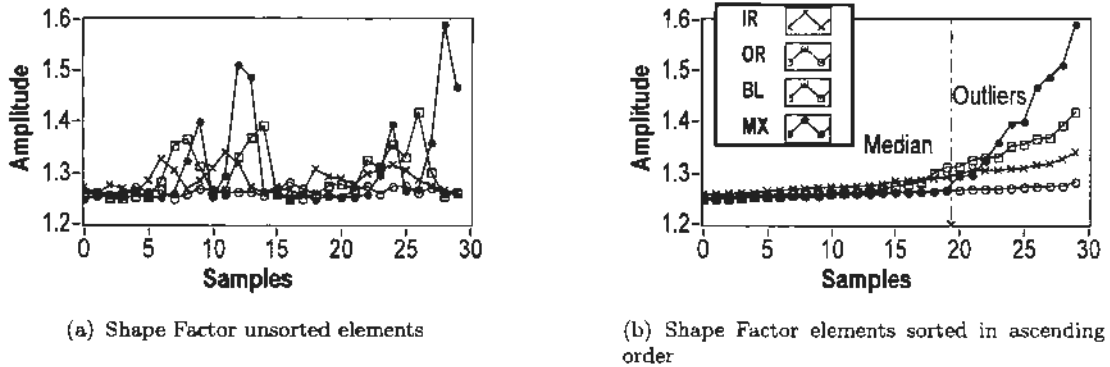 1.6
1.5
1.4
1.3
1.2
Amplitude
0 5 10 15 20 25 30
Samples
(a) Shape Factor unsorted elements
1.6
1.5
1.4
1.3
1.2
Amplitude
IR
OR
BL
MX
Outliers
Median
0 5 10 15 20 25 30
Samples
(b) Shape Factor elements sorted in ascending
order